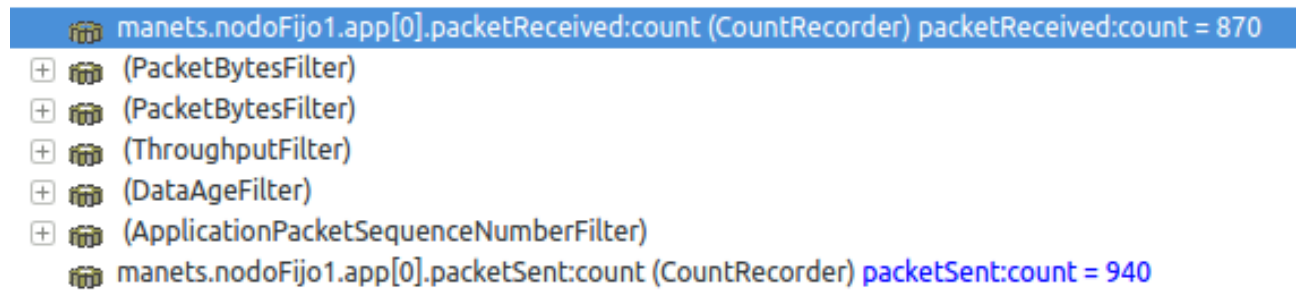 manets.nodoFijo1.app[0].packetReceived:count (CountRecorder) packetReceived:count = 870
(PacketBytesFilter)
(PacketBytesFilter)
(ThroughputFilter)
(DataAgeFilter)
(ApplicationPacketSequenceNumberFilter)
manets.nodoFijo1.app[0].packetSent:count (CountRecorder) packetSent:count = 940